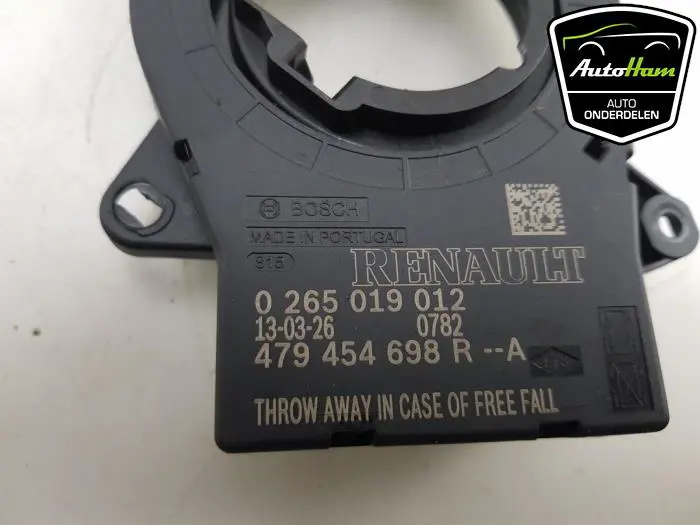 AutoHam
AUTO
ONDERDELEN
BOSCH
MADE IN PORTUGAL
815
RENAULT
0 265 019 012
13-03-26 0782
479 454 698 R --A
THROW AWAY IN CASE OF FREE FALL